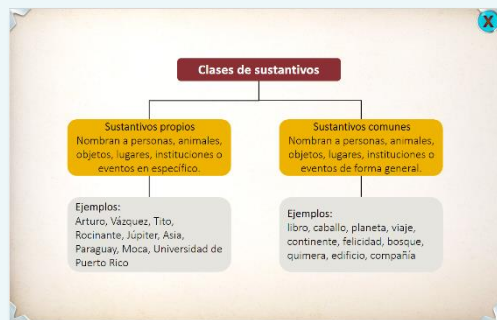 X
Clases de sustantivos
Sustantivos propios
Nombran a personas, animales,
objetos, lugares, instituciones o
eventos en específico.
Sustantivos comunes
Nombran a personas, animales,
objetos, lugares, instituciones o
eventos de forma general.
Ejemplos:
Arturo, Vázquez, Tito,
Rocinante, Júpiter, Asia,
Paraguay, Moca, Universidad de
Puerto Rico
Ejemplos:
libro, caballo, planeta, viaje,
continente, felicidad, bosque,
quimera, edificio, compañía